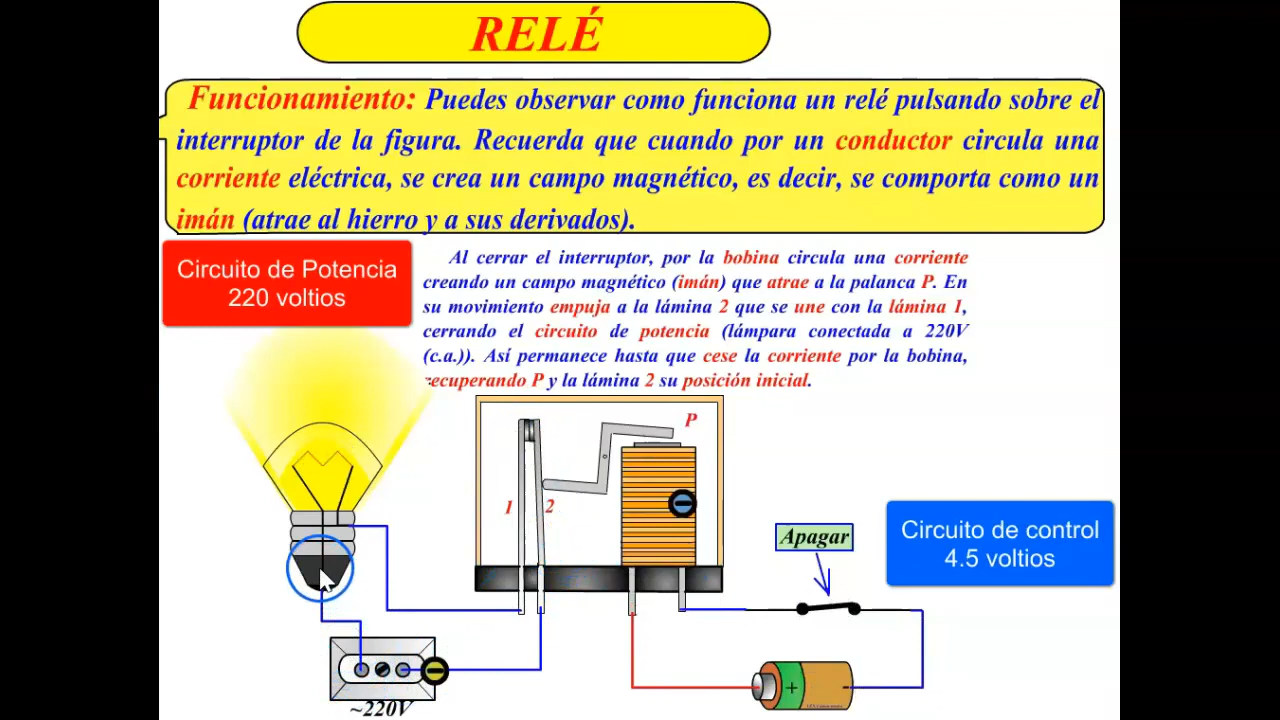 RELÉ
Funcionamiento: Puedes observar como funciona un relé pulsando sobre el
interruptor de la figura. Recuerda que cuando por un conductor circula una
corriente eléctrica, se crea un campo magnético, es decir, se comporta como un
imán (atrae al hierro y a sus derivados).
Circuito de Potencia
220 voltios
Al cerrar el interruptor, por la bobina circula una corriente
creando un campo magnético (imán) que atrae a la palanca P. En
su movimiento empuja a la lámina 2 que se une con la lámina 1,
cerrando el circuito de potencia (lámpara conectada a 220V
(c.a.)). Así permanece hasta que cese la corriente por la bobina,
recuperando P y la lámina 2 su posición inicial.
P
1
2
Apagar
Circuito de control
4.5 voltios
+
-
~220V